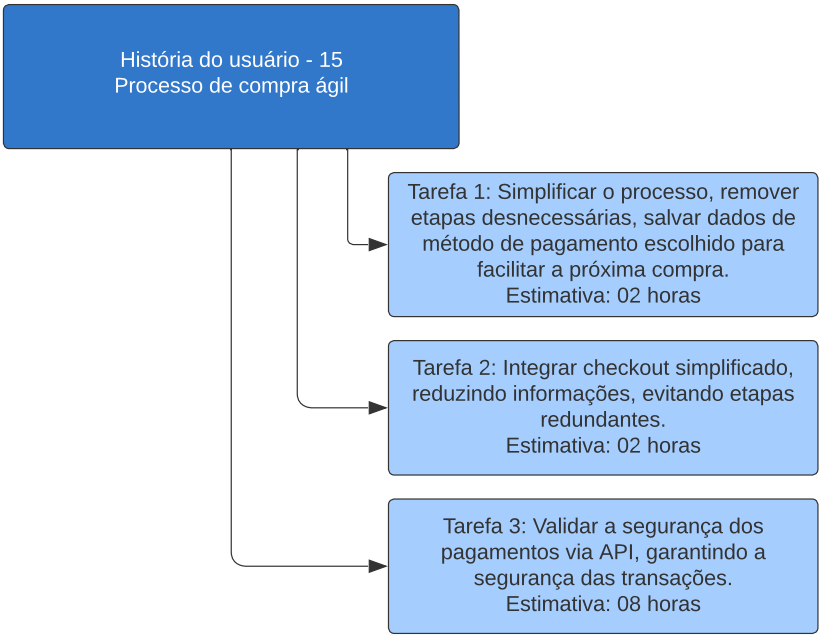 História do usuário - 15
Processo de compra ágil
Tarefa 1: Simplificar o processo, remover
etapas desnecessárias, salvar dados de
método de pagamento escolhido para
facilitar a próxima compra.
Estimativa: 02 horas
Tarefa 2: Integrar checkout simplificado,
reduzindo informações, evitando etapas
redundantes.
Estimativa: 02 horas
Tarefa 3: Validar a segurança dos
pagamentos via API, garantindo a
segurança das transações.
Estimativa: 08 horas